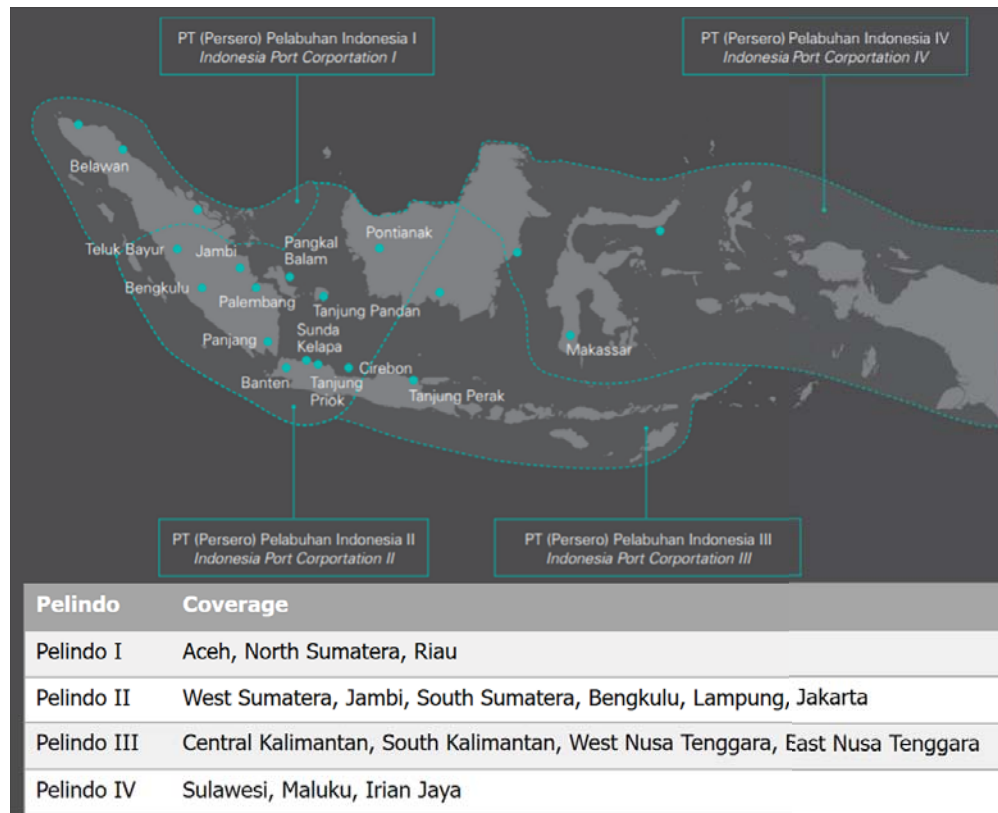 PT (Persero) Pelabuhan Indonesia I
Indonesia Port Corportation I
PT (Persero) Pelabuhan Indonesia IV
Indonesia Port Corportation IV
Belawan
Teluk Bayur
Jambi
Pangkal
Balam
Pontianak
Bengkulu
Palembang
Tanjung Pandan
Panjang
Sunda
Kelapa
Makassar
Banten
Tanjung
Priok
Cirebon
Tanjung Perak
PT (Persero) Pelabuhan Indonesia II
Indonesia Port Corportation II
PT (Persero) Pelabuhan Indonesia III
Indonesia Port Corportation III
Pelindo Coverage
Pelindo I Aceh, North Sumatera, Riau
Pelindo II West Sumatera, Jambi, South Sumatera, Bengkulu, Lampung, Jakarta
Pelindo III Central Kalimantan, South Kalimantan, West Nusa Tenggara, East Nusa Tenggara
Pelindo IV Sulawesi, Maluku, Irian Jaya